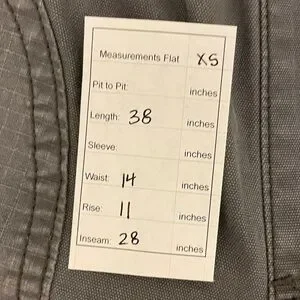 Measurements Flat XS
Pit to Pit: inches
Length: 38 inches
Sleeve: inches
Waist: 14 inches
Rise: 11 inches
Inseam: 28 inches